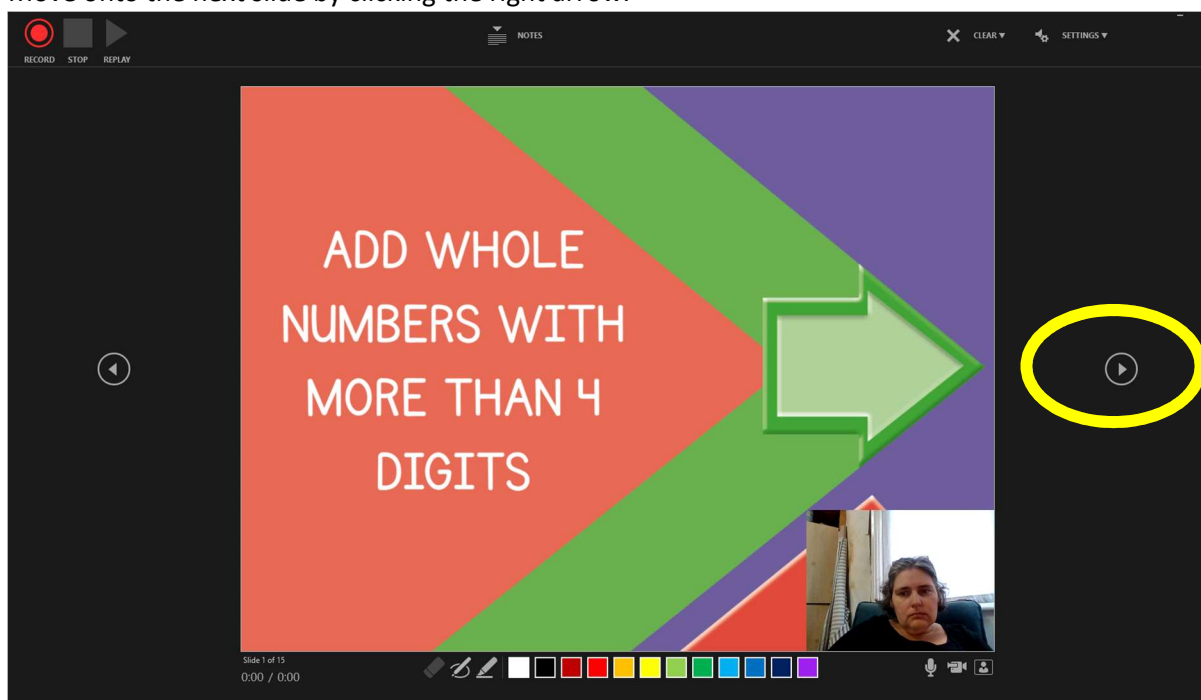 move onto the next slide by clicking the right arrow.
RECORD STOP REPLAY
NOTES
CLEAR
SETTINGS
ADD WHOLE
NUMBERS WITH
MORE THAN 4
DIGITS
Slide 1 of 15
0:00 / 0:00